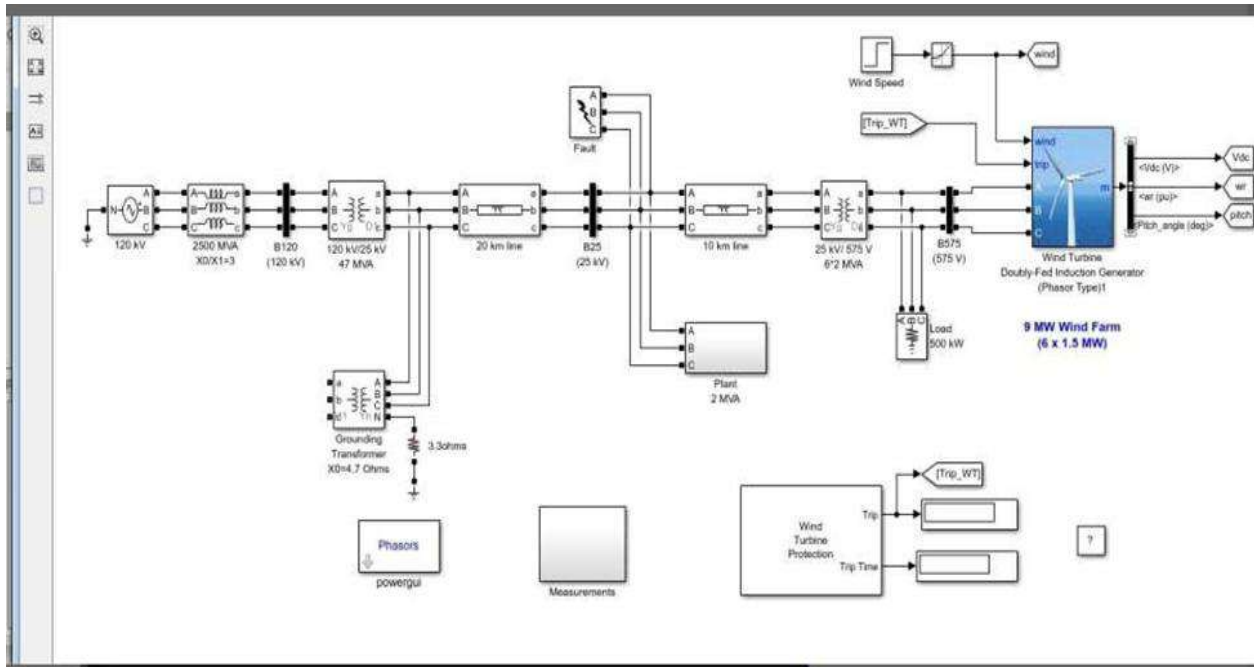 Wind Speed
wind
[Trip_WT]
A
B
C
Fault
wind
trip
A
B
C
m
<Vdc (V)>
<wr (pu)>
<Pitch_angle (deg)>
Vdc
wr
pitch
N
A
B
C
120 kV
A
B
C
a
b
c
2500 MVA
X0/X1=3
B120
(120 kV)
A
B
C
a
b
c
120 kV/25 kV
47 MVA
A
B
C
a
b
c
20 km line
B25
(25 kV)
A
B
C
a
b
c
10 km line
A
B
C
a
b
c
25 kV/ 575 V
6*2 MVA
B575
(575 V)
Wind Turbine
Doubly-Fed Induction Generator
(Phasor Type)1
A
B
C
Load
500 kW
9 MW Wind Farm
(6 x 1.5 MW)
A
B
C
Plant
2 MVA
a
b
A
B
C
N
Grounding
Transformer
X0=4.7 Ohms
3.3ohms
Phasors
powergui
Measurements
Wind
Turbine
Protection
Trip
Trip Time
[Trip_WT]
?